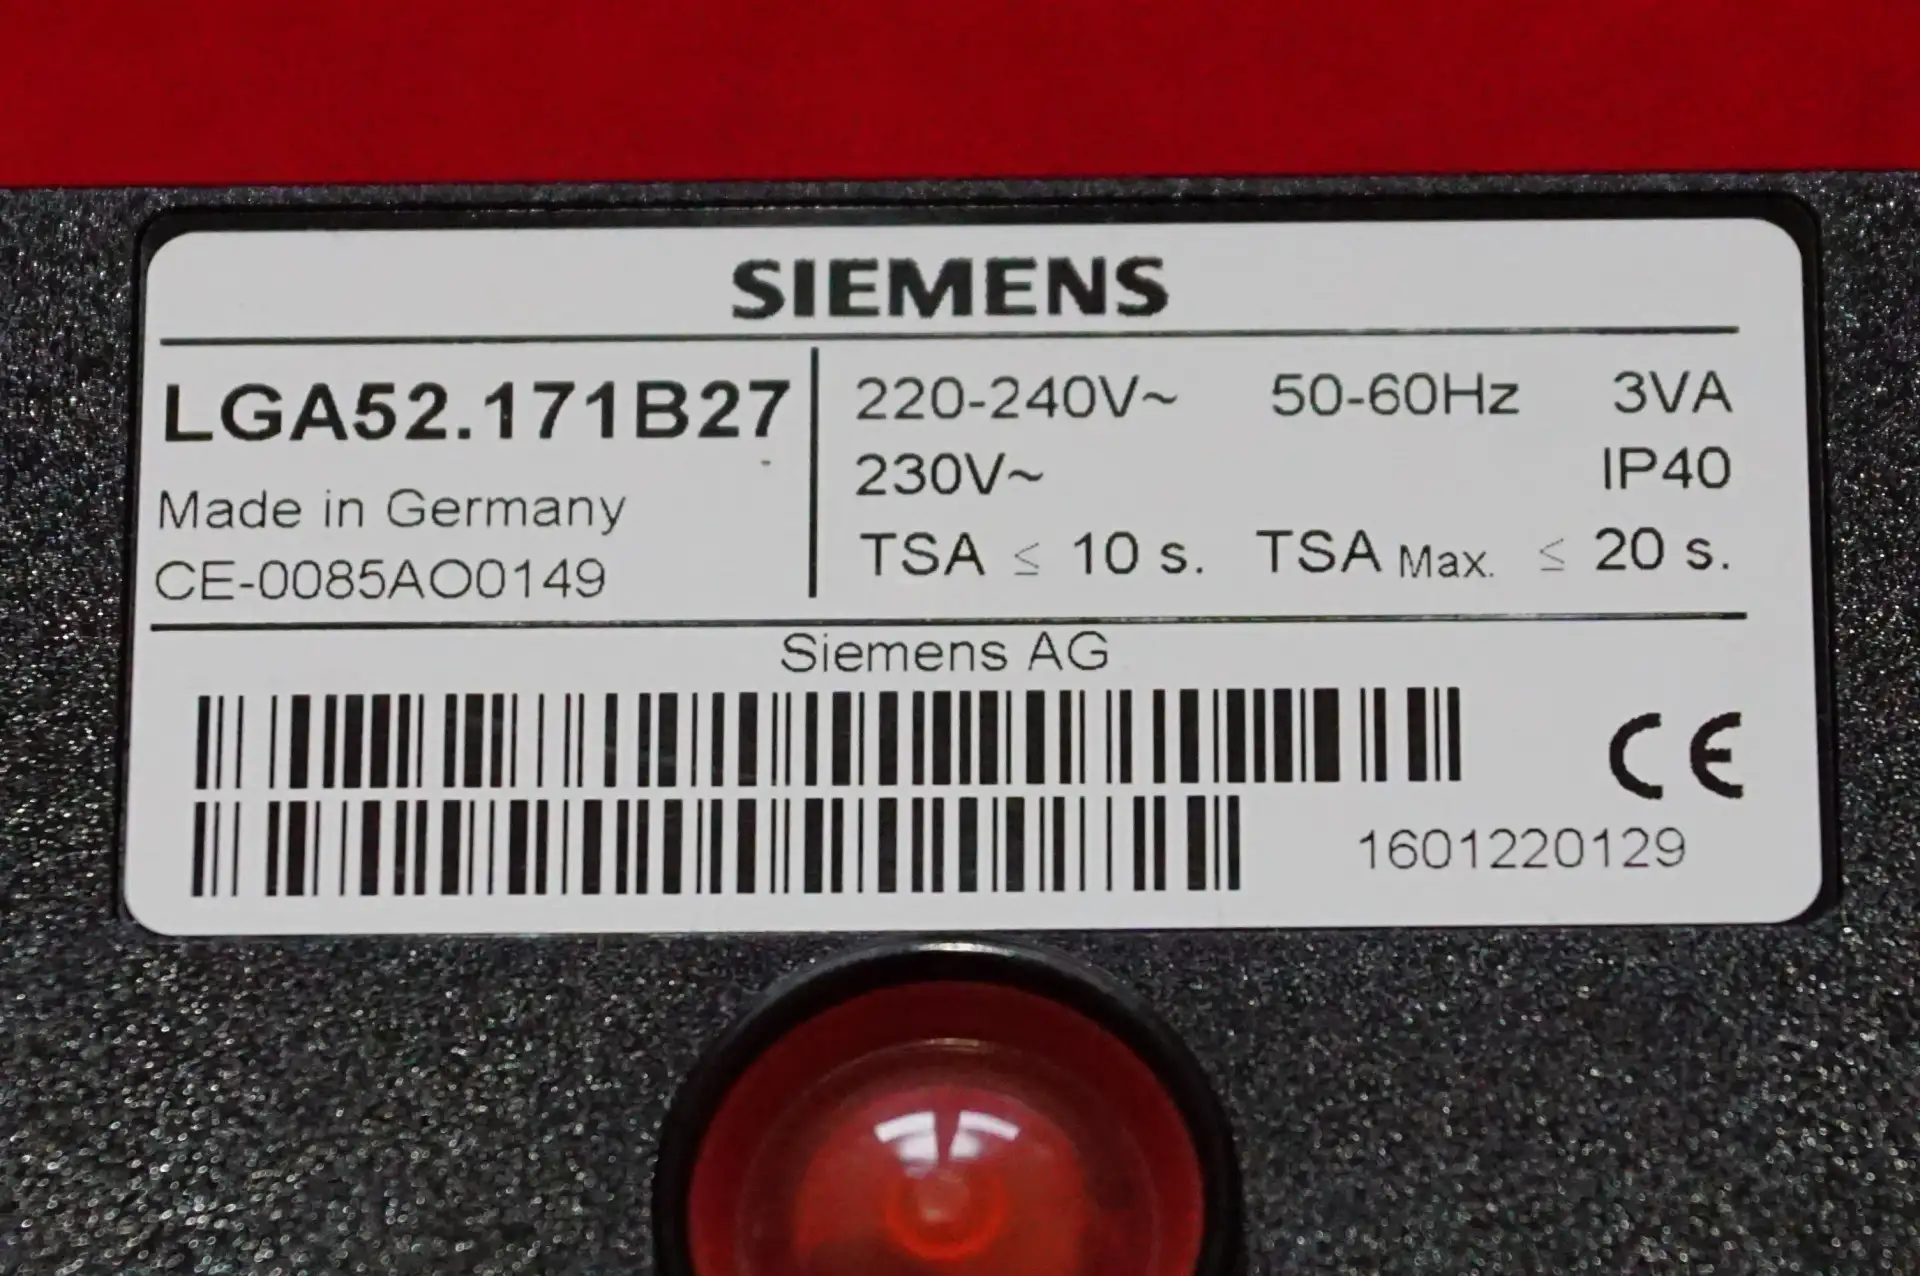 SIEMENS
LGA52.171B27
Made in Germany
CE-0085AO0149
220-240V~ 50-60Hz 3VA
230V~ IP40
TSA ≤ 10 s. TSA Max. ≤ 20 s.
Siemens AG
CE
1601220129